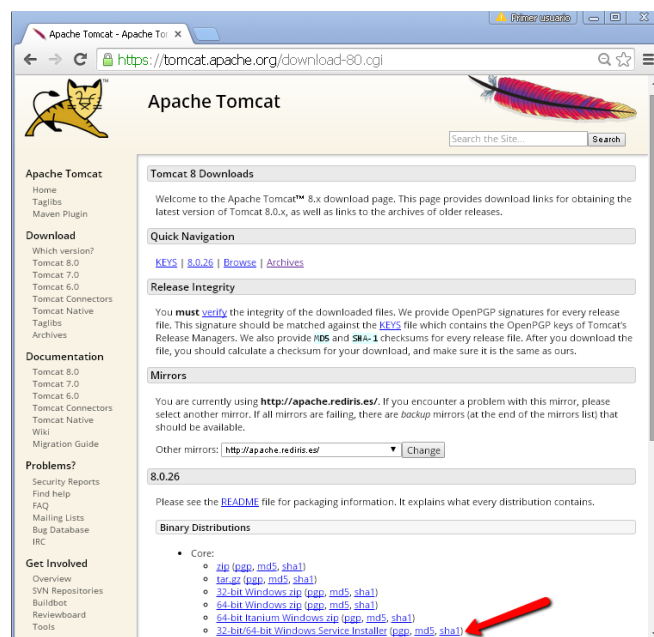 Primer usuario
Apache Tomcat - Apache To
https://tomcat.apache.org/download-80.cgi
Apache Tomcat
Search the Site... Search
Apache Tomcat
Home
Taglibs
Maven Plugin
Download
Which version?
Tomcat 8.0
Tomcat 7.0
Tomcat 6.0
Tomcat Connectors
Tomcat Native
Taglibs
Archives
Documentation
Tomcat 8.0
Tomcat 7.0
Tomcat 6.0
Tomcat Connectors
Tomcat Native
Wiki
Migration Guide
Problems?
Security Reports
Find help
FAQ
Mailing Lists
Bug Database
IRC
Get Involved
Overview
SVN Repositories
Buildbot
Reviewboard
Tools
Tomcat 8 Downloads
Welcome to the Apache Tomcat™ 8.x download page. This page provides download links for obtaining the
latest version of Tomcat 8.0.x, as well as links to the archives of older releases.
Quick Navigation
KEYS | 8.0.26 | Browse | Archives
Release Integrity
You must verify the integrity of the downloaded files. We provide OpenPGP signatures for every release
file. This signature should be matched against the KEYS file which contains the OpenPGP keys of Tomcat's
Release Managers. We also provide MD5 and SHA-1 checksums for every release file. After you download the
file, you should calculate a checksum for your download, and make sure it is the same as ours.
Mirrors
You are currently using http://apache.rediris.es/. If you encounter a problem with this mirror, please
select another mirror. If all mirrors are failing, there are backup mirrors (at the end of the mirrors list) that
should be available.
Other mirrors: http://apache.rediris.es/ Change
8.0.26
Please see the README file for packaging information. It explains what every distribution contains.
Binary Distributions
• Core:
zip (pgp, md5, sha1)
tar.gz (pgp, md5, sha1)
32-bit Windows zip (pgp, md5, sha1)
64-bit Windows zip (pgp, md5, sha1)
64-bit Itanium Windows zip (pgp, md5, sha1)
32-bit/64-bit Windows Service Installer (pgp, md5, sha1)